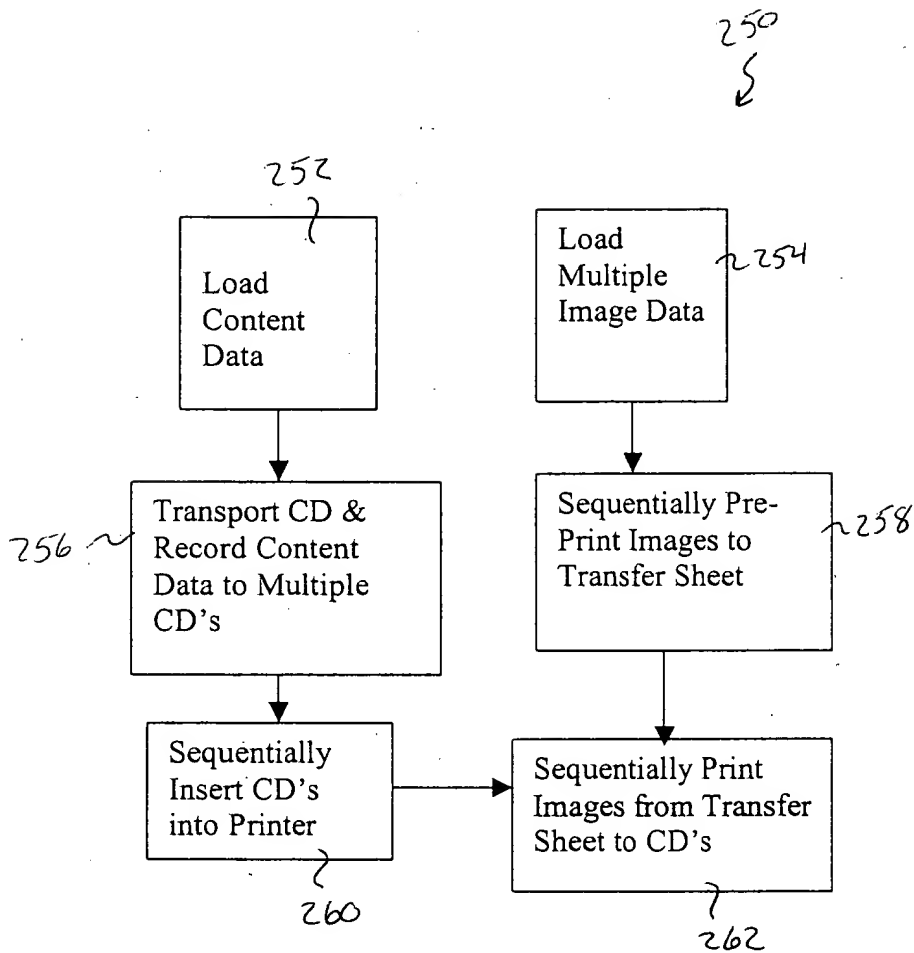 250
252
Load
Content
Data
Load
Multiple
Image Data
254
256
Transport CD &
Record Content
Data to Multiple
CD's
Sequentially Pre-
Print Images to
Transfer Sheet
258
Sequentially
Insert CD's
into Printer
260
Sequentially Print
Images from Transfer
Sheet to CD's
262